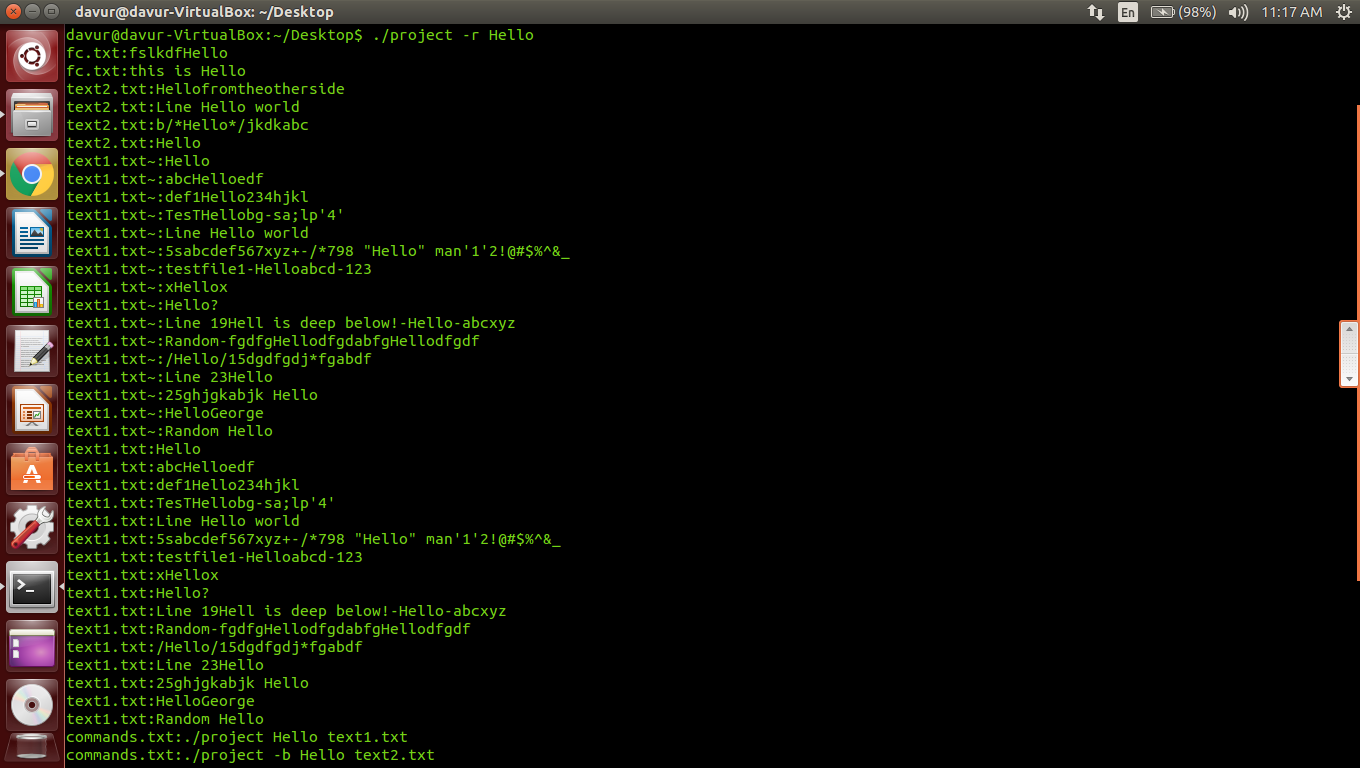 davur@davur-VirtualBox: ~/Desktop
En
(98%)
11:17 AM
davur@davur-VirtualBox:~/Desktop$ ./project -r Hello
fc.txt:fslkdfHello
fc.txt:this is Hello
text2.txt:Hellofromtheotherside
text2.txt:Line Hello world
text2.txt:b/*Hello*/jkdkabc
text2.txt:Hello
text1.txt~:Hello
text1.txt~:abcHelloedf
text1.txt~:def1Hello234hjkl
text1.txt~:TesTHellobg-sa;lp'4'
text1.txt~:Line Hello world
text1.txt~:5sabcdef567xyz+-/*798 "Hello" man'1'2!@#$%^&_
text1.txt~:testfile1-Helloabcd-123
text1.txt~:xHellox
text1.txt~:Hello?
text1.txt~:Line 19Hell is deep below!-Hello-abcxyz
text1.txt~:Random-fgdfgHellodfgdabfgHellodfgdf
text1.txt~:/Hello/15dgdfgdj*fgabdf
text1.txt~:Line 23Hello
text1.txt~:25ghjgkabjk Hello
text1.txt~:HelloGeorge
text1.txt~:Random Hello
text1.txt:Hello
text1.txt:abcHelloedf
text1.txt:def1Hello234hjkl
text1.txt:TesTHellobg-sa;lp'4'
text1.txt:Line Hello world
text1.txt:5sabcdef567xyz+-/*798 "Hello" man'1'2!@#$%^&_
text1.txt:testfile1-Helloabcd-123
text1.txt:xHellox
text1.txt:Hello?
text1.txt:Line 19Hell is deep below!-Hello-abcxyz
text1.txt:Random-fgdfgHellodfgdabfgHellodfgdf
text1.txt:/Hello/15dgdfgdj*fgabdf
text1.txt:Line 23Hello
text1.txt:25ghjgkabjk Hello
text1.txt:HelloGeorge
text1.txt:Random Hello
commands.txt:./project Hello text1.txt
commands.txt:./project -b Hello text2.txt